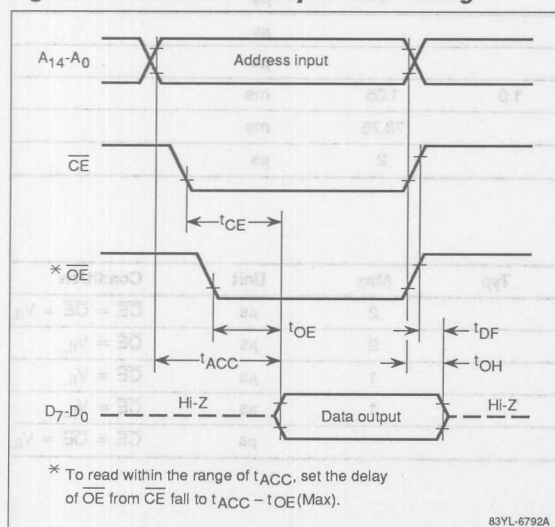 A14-A0
Address input
CE
tCE
* OE
tOE
tDF
tACC
tOH
D7-D0
Hi-Z
Data output
Hi-Z
* To read within the range of tACC, set the delay
of OE from CE fall to tACC – tOE(Max).
83YL-6792A